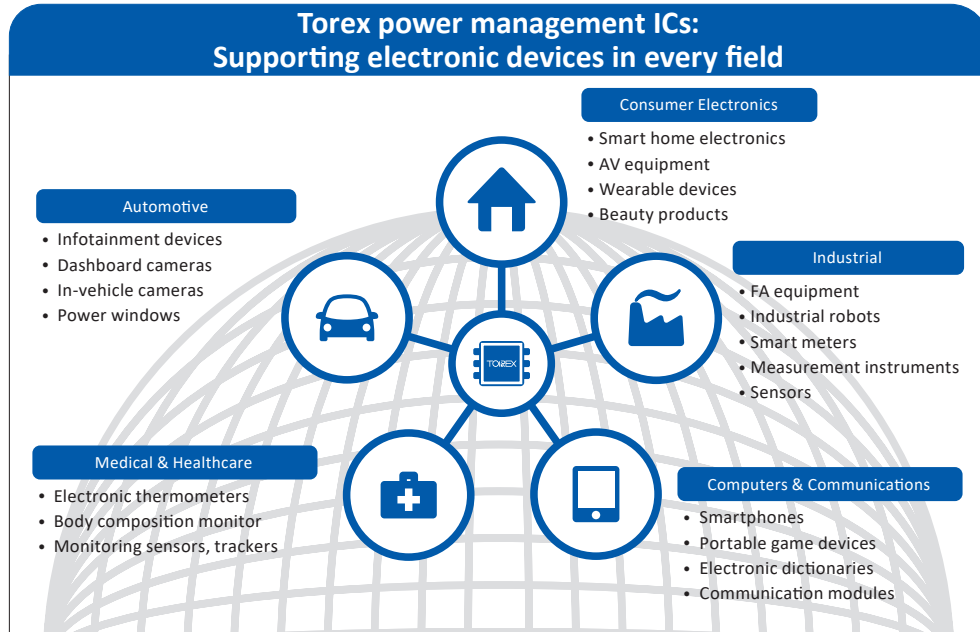 Torex power management ICs:
Supporting electronic devices in every field
Consumer Electronics
• Smart home electronics
• AV equipment
• Wearable devices
• Beauty products
Automotive
• Infotainment devices
• Dashboard cameras
• In-vehicle cameras
• Power windows
Industrial
• FA equipment
• Industrial robots
• Smart meters
• Measurement instruments
• Sensors
TOIREX
Medical & Healthcare
• Electronic thermometers
• Body composition monitor
• Monitoring sensors, trackers
Computers & Communications
• Smartphones
• Portable game devices
• Electronic dictionaries
• Communication modules